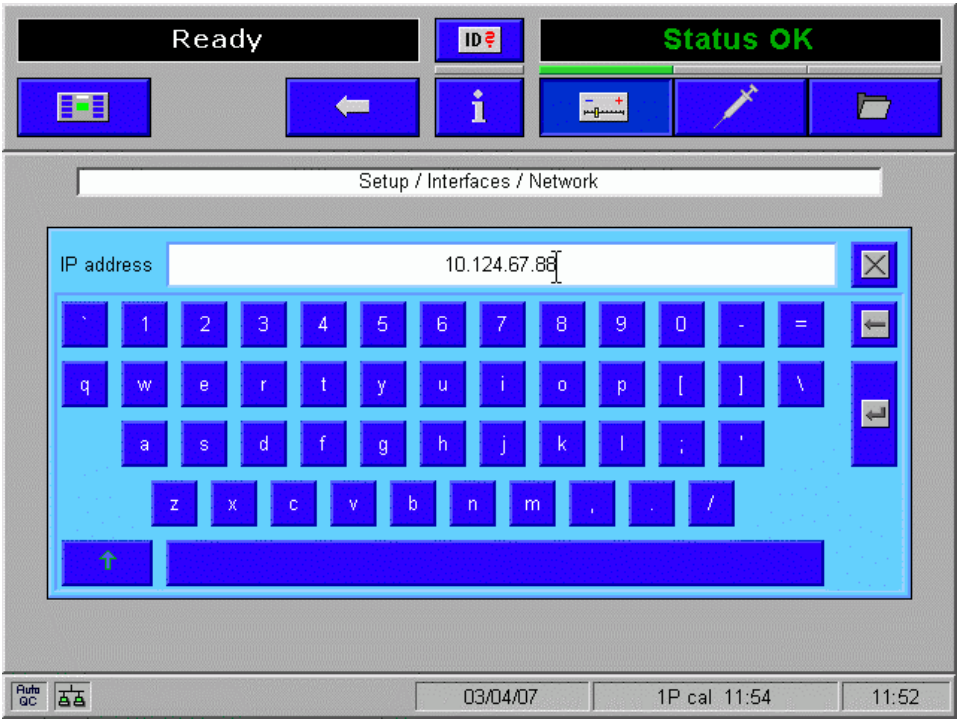 Ready
ID?
Status OK
i
- +
Setup / Interfaces / Network
IP address 10.124.67.88
` 1 2 3 4 5 6 7 8 9 0 - =
q w e r t y u i o p [ ] \
a s d f g h j k l ; '
z x c v b n m , . /
Auto
QC
03/04/07 1P cal 11:54 11:52